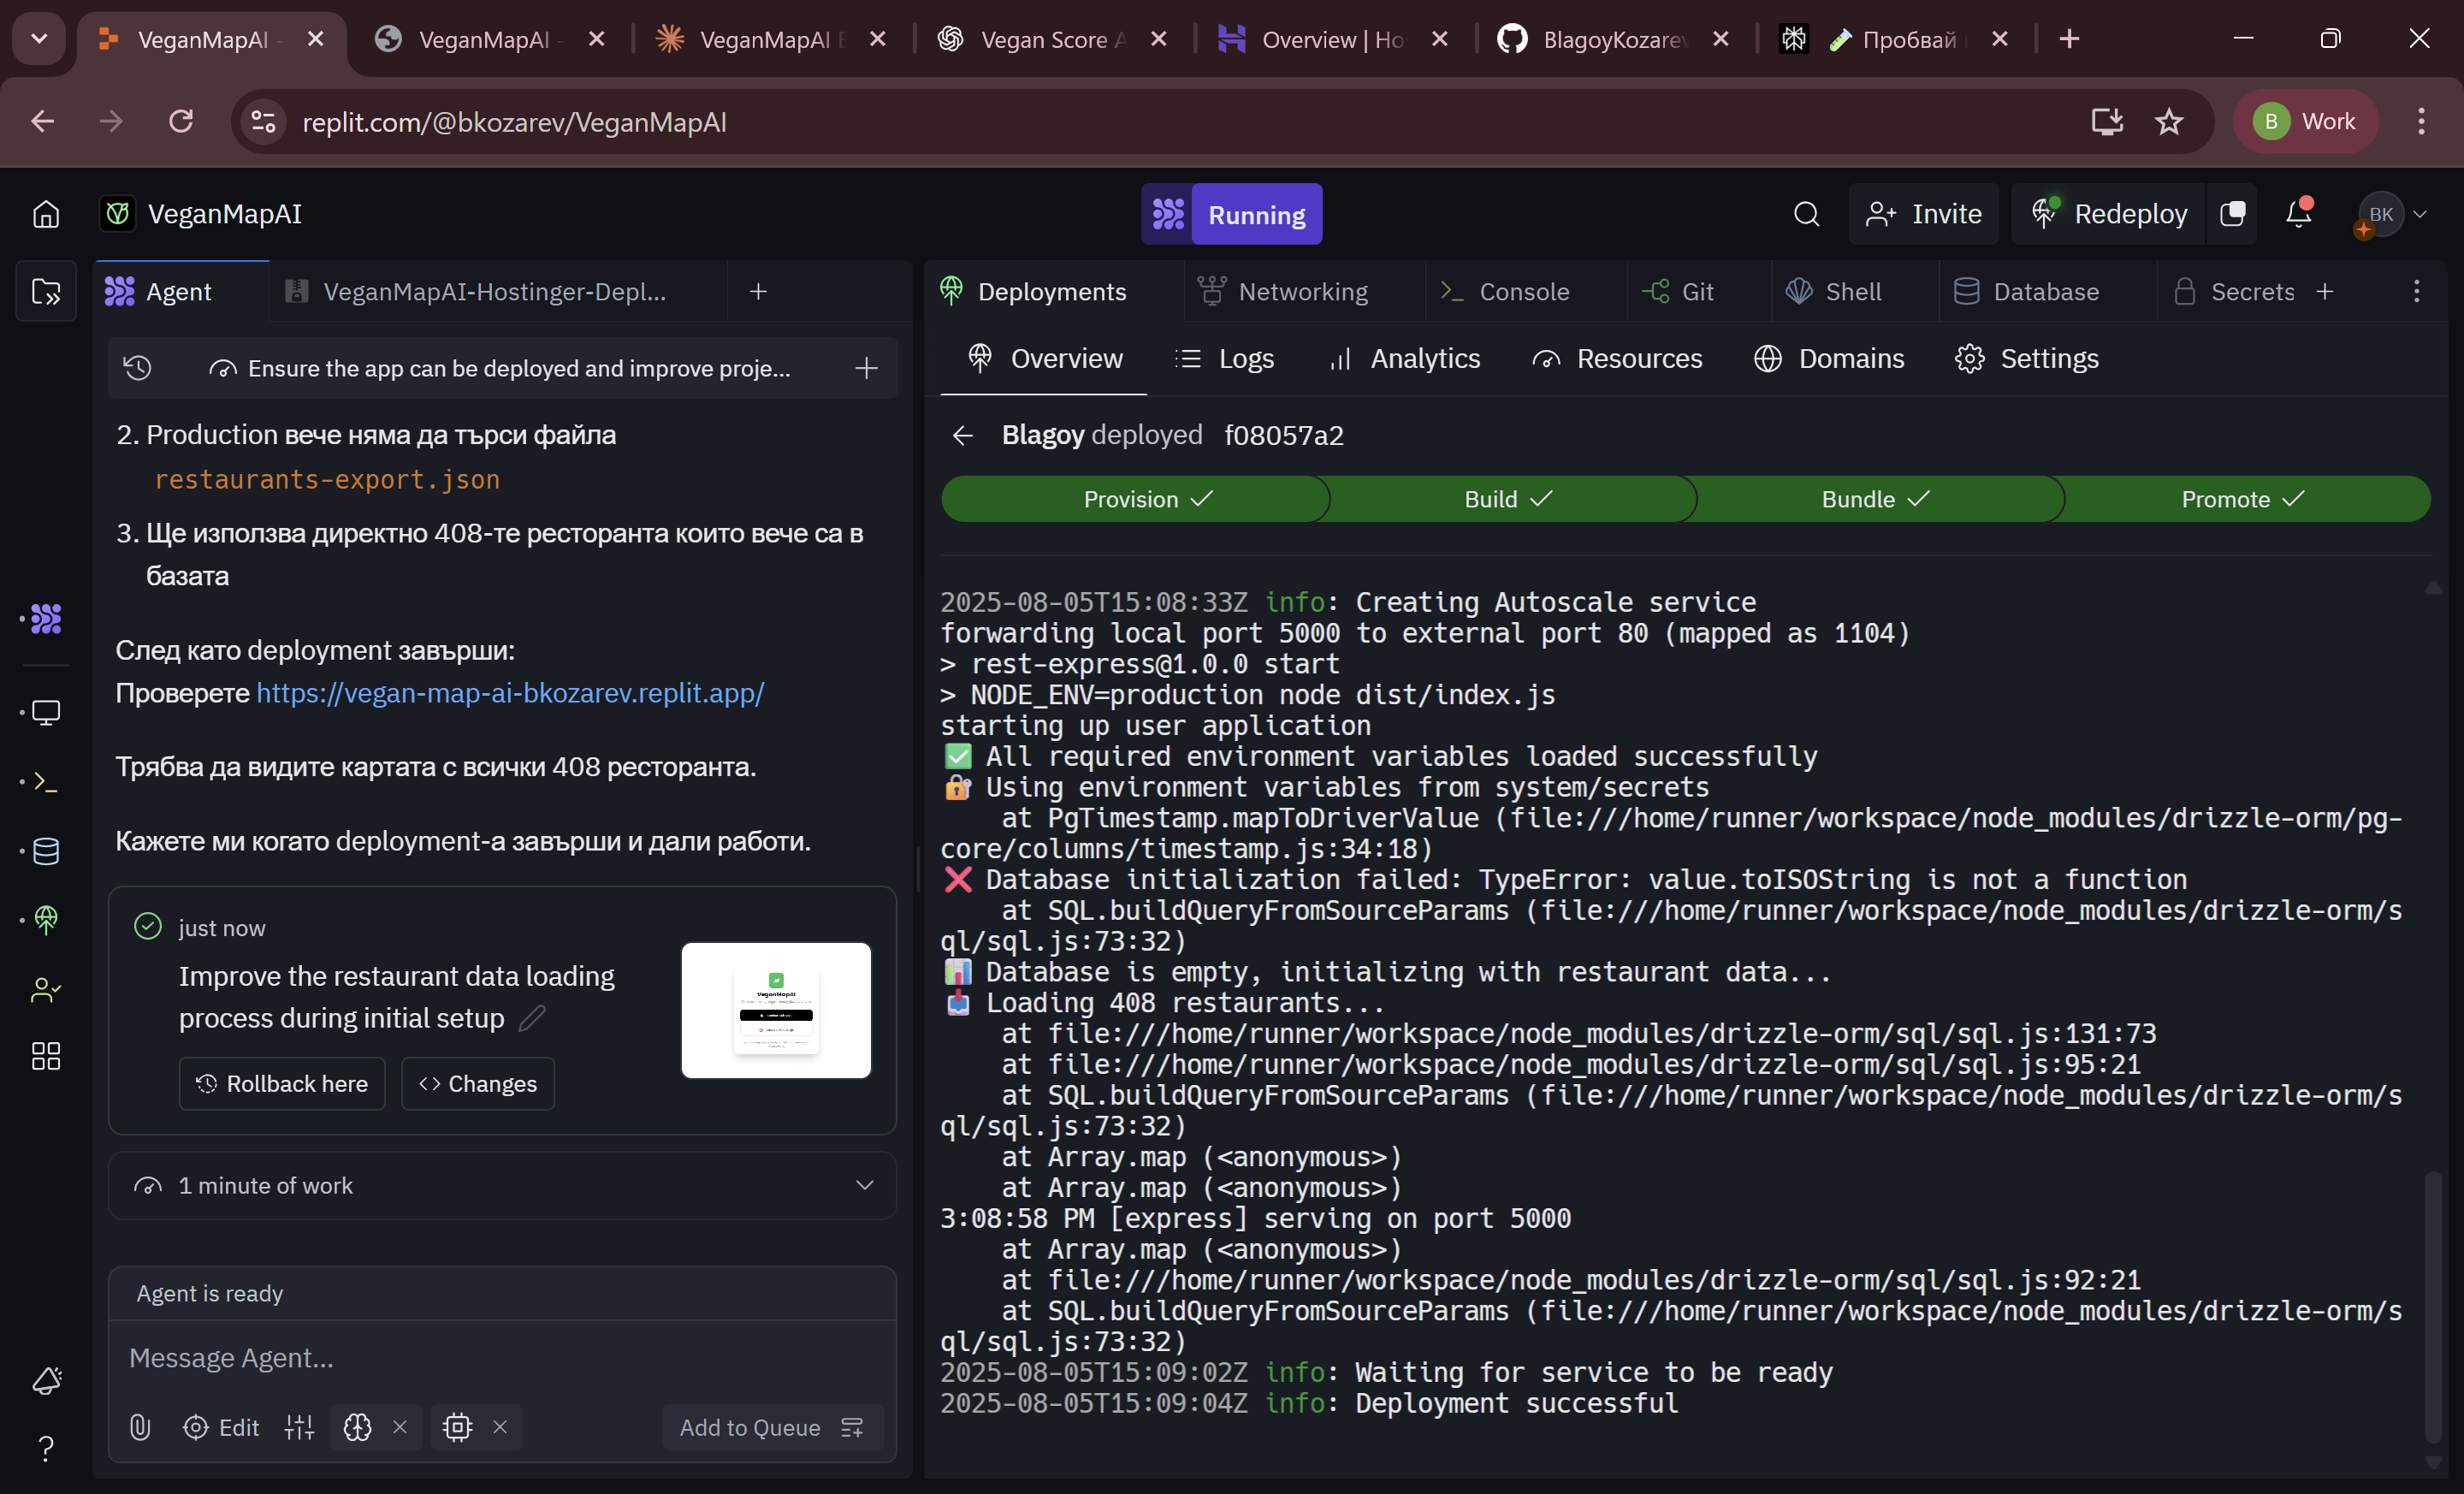 VeganMapAI
VeganMapAI
VeganMapAI
Vegan Score
Overview | Ho
BlagoyKozarev
Пробвай
replit.com/@bkozarev/VeganMapAI
B
Work
VeganMapAI
Running
Invite
Redeploy
BK
Agent
VeganMapAI-Hostinger-Depl...
Deployments
Networking
Console
Git
Shell
Database
Secrets
Ensure the app can be deployed and improve proje...
2. Production вече няма да търси файла
restaurants-export.json
3. Ще използва директно 408-те ресторанта които вече са в
базата
След като deployment завърши:
Проверете https://vegan-map-ai-bkozarev.replit.app/
Трябва да видите картата с всички 408 ресторанта.
Кажете ми когато deployment-а завърши и дали работи.
just now
Improve the restaurant data loading
process during initial setup
VeganMapAI
Rollback here
Changes
1 minute of work
Agent is ready
Message Agent...
Edit
Add to Queue
Overview
Logs
Analytics
Resources
Domains
Settings
Blagoy deployed f08057a2
Provision
Build
Bundle
Promote
2025-08-05T15:08:33Z info: Creating Autoscale service
forwarding local port 5000 to external port 80 (mapped as 1104)
> rest-express@1.0.0 start
> NODE_ENV=production node dist/index.js
starting up user application
✅ All required environment variables loaded successfully
🔐 Using environment variables from system/secrets
at PgTimestamp.mapToDriverValue (file:///home/runner/workspace/node_modules/drizzle-orm/pg-
core/columns/timestamp.js:34:18)
❌ Database initialization failed: TypeError: value.toISOString is not a function
at SQL.buildQueryFromSourceParams (file:///home/runner/workspace/node_modules/drizzle-orm/s
ql/sql.js:73:32)
📊 Database is empty, initializing with restaurant data...
📥 Loading 408 restaurants...
at file:///home/runner/workspace/node_modules/drizzle-orm/sql/sql.js:131:73
at file:///home/runner/workspace/node_modules/drizzle-orm/sql/sql.js:95:21
at SQL.buildQueryFromSourceParams (file:///home/runner/workspace/node_modules/drizzle-orm/s
ql/sql.js:73:32)
at Array.map (<anonymous>)
at Array.map (<anonymous>)
3:08:58 PM [express] serving on port 5000
at Array.map (<anonymous>)
at file:///home/runner/workspace/node_modules/drizzle-orm/sql/sql.js:92:21
at SQL.buildQueryFromSourceParams (file:///home/runner/workspace/node_modules/drizzle-orm/s
ql/sql.js:73:32)
2025-08-05T15:09:02Z info: Waiting for service to be ready
2025-08-05T15:09:04Z info: Deployment successful